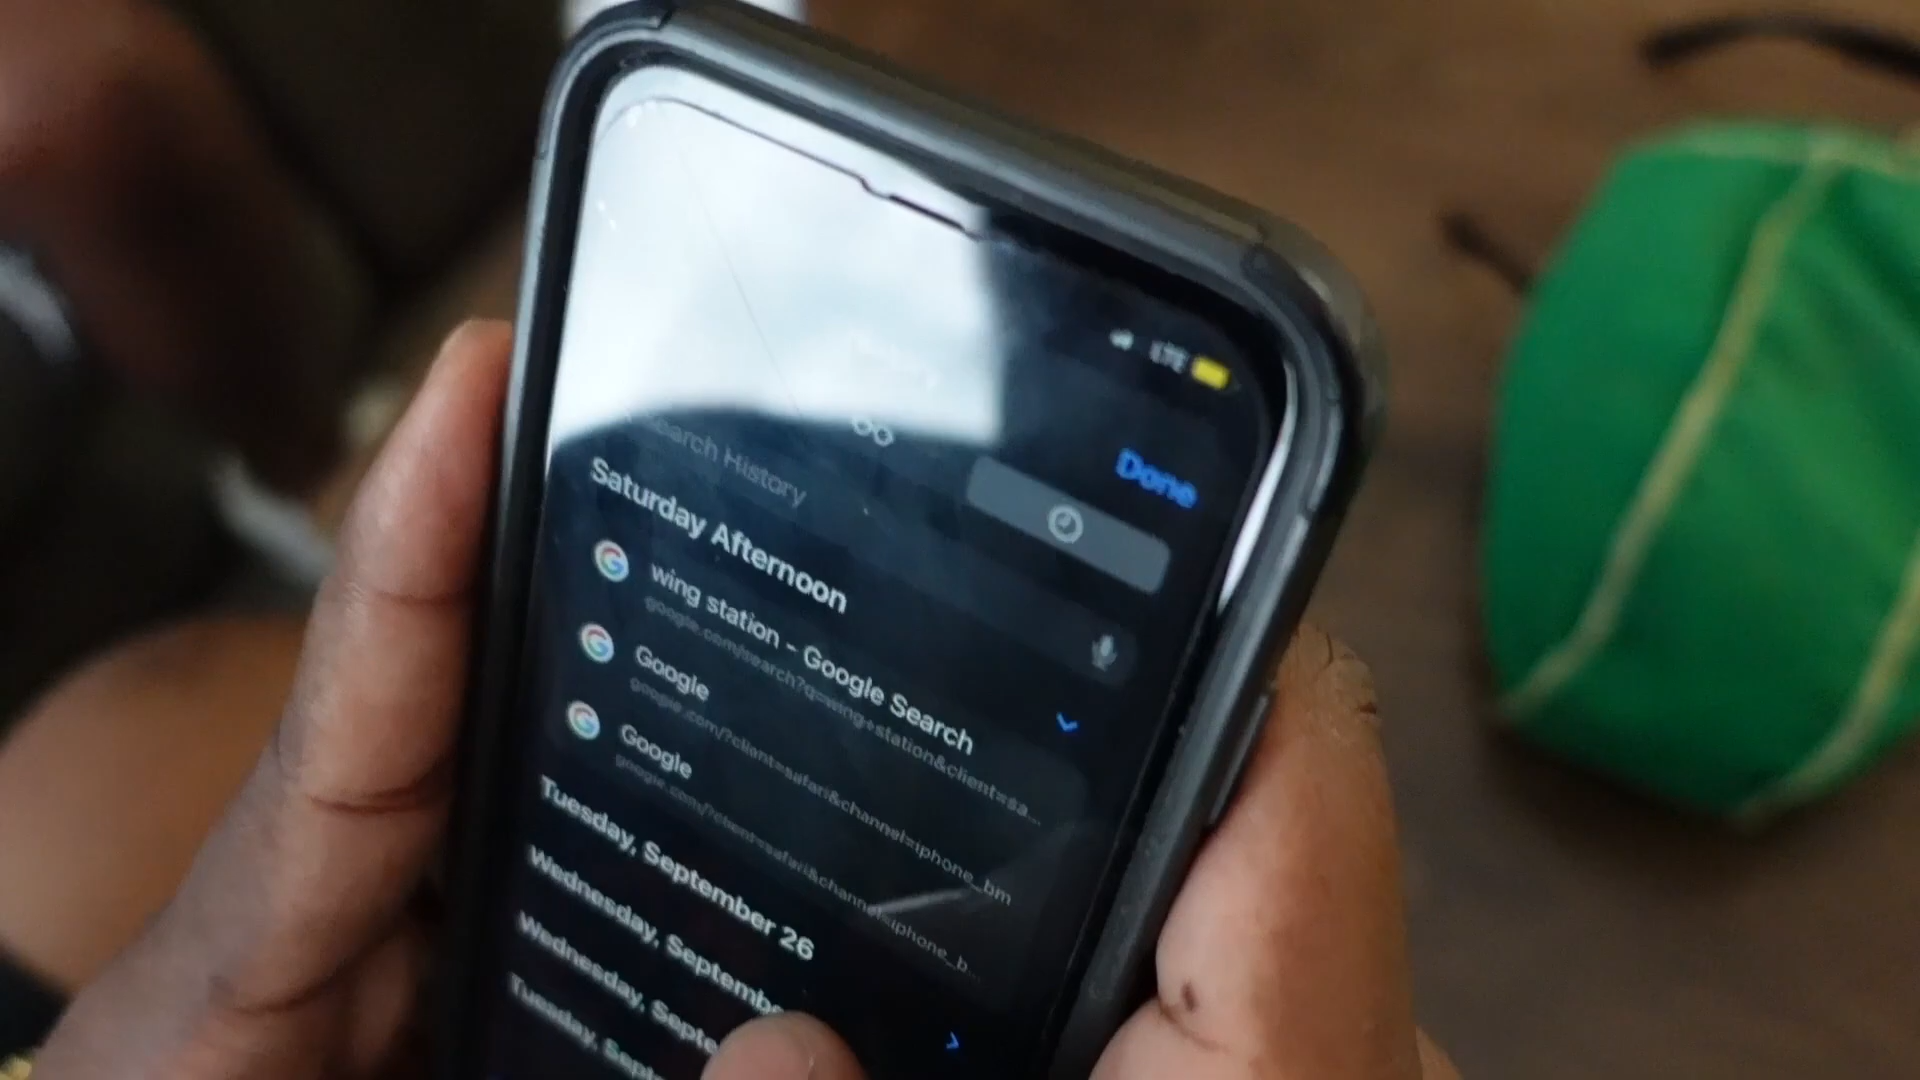 LTE
Done
Search History
Saturday Afternoon
wing station - Google Search
google.com/search?q=wing+station&client=sa...
Google
google.com/?client=safari&channel=iphone_bm
Google
google.com/?client=safari&channel=iphone_b...
Tuesday, September 26
Wednesday, Septembe
Wednesday, Septe
Tuesday, Sept